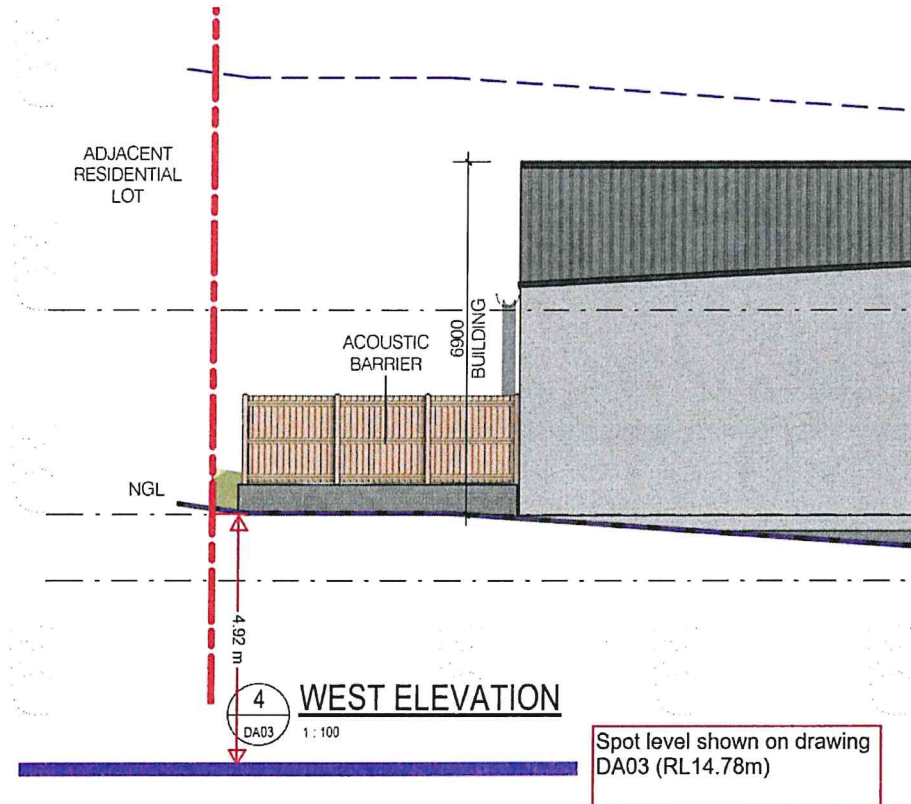 ADJACENT
RESIDENTIAL
LOT
6900
BUILDING
ACOUSTIC
BARRIER
NGL
4.92 m
4
DA03
WEST ELEVATION
1 : 100
Spot level shown on drawing
DA03 (RL14.78m)